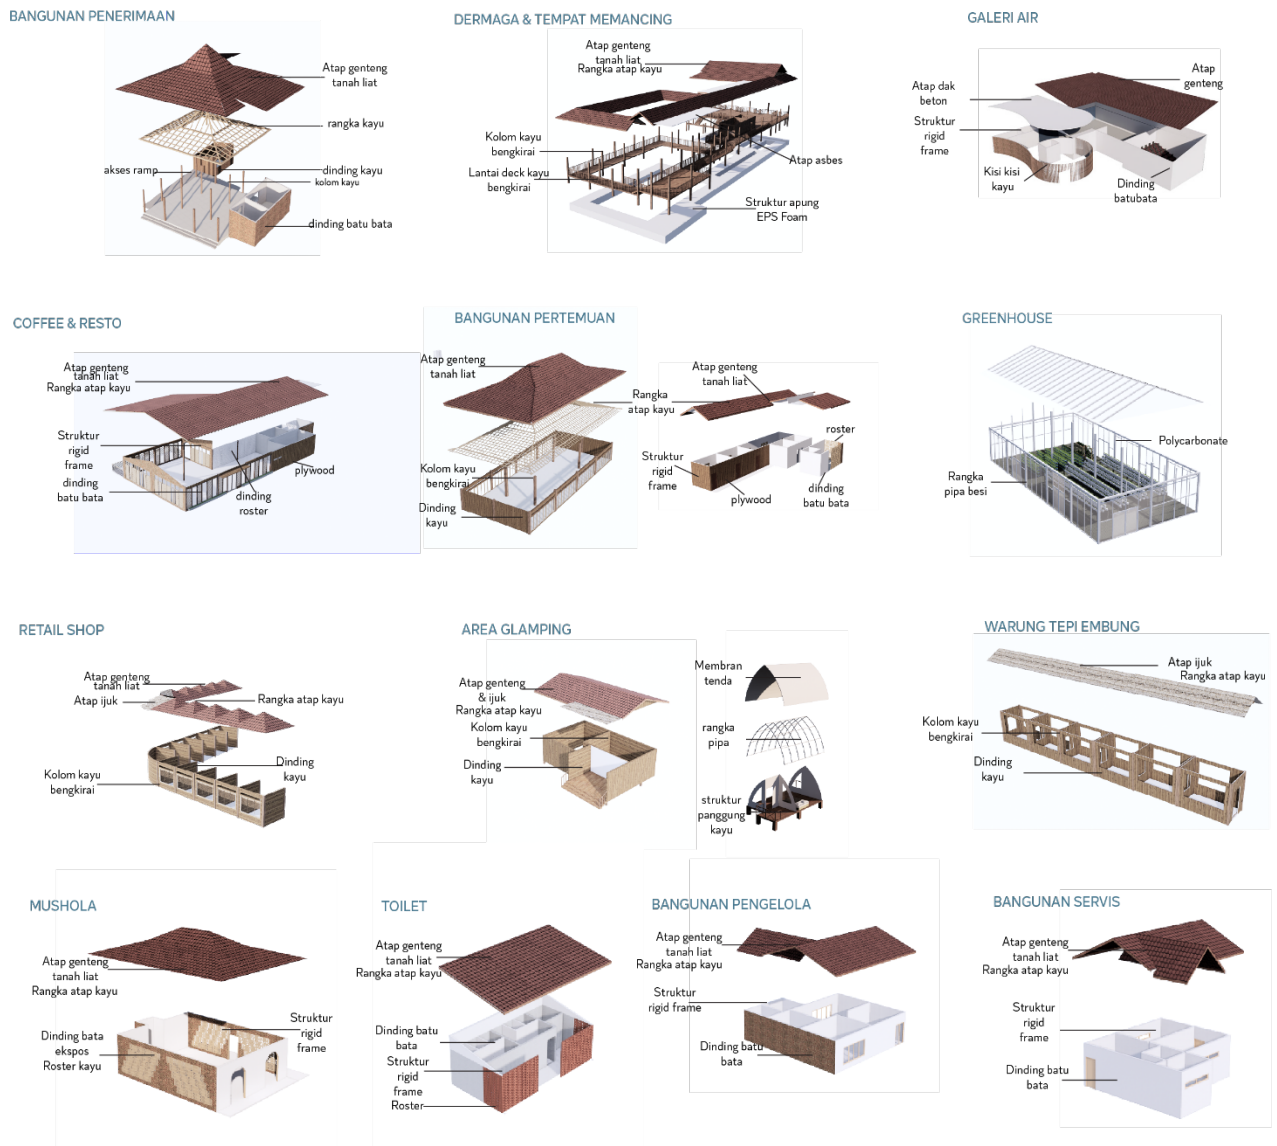 BANGUNAN PENERIMAAN
Atap genteng
tanah liat
rangka kayu
akses ramp
dinding kayu
kolom kayu
dinding batu bata
DERMAGA & TEMPAT MEMANCING
Atap genteng
tanah liat
Rangka atap kayu
Kolom kayu
bengkirai
Lantai deck kayu
bengkirai
Atap asbes
Struktur apung
EPS Foam
GALERI AIR
Atap
genteng
Atap dak
beton
Struktur
rigid
frame
Kisi kisi
kayu
Dinding
batubata
COFFEE & RESTO
Atap genteng
tanah liat
Rangka atap kayu
Struktur
rigid
frame
dinding
batu bata
plywood
dinding
roster
BANGUNAN PERTEMUAN
Atap genteng
tanah liat
Rangka
atap kayu
Kolom kayu
bengkirai
Dinding
kayu
Atap genteng
tanah liat
roster
Struktur
rigid
frame
plywood
dinding
batu bata
GREENHOUSE
Polycarbonate
Rangka
pipa besi
RETAIL SHOP
Atap genteng
tanah liat
Atap ijuk
Rangka atap kayu
Dinding
kayu
Kolom kayu
bengkirai
AREA GLAMPING
Atap genteng
& ijuk
Rangka atap kayu
Kolom kayu
bengkirai
Dinding
kayu
Membran
tenda
rangka
pipa
struktur
panggung
kayu
WARUNG TEPI EMBUNG
Atap ijuk
Rangka atap kayu
Kolom kayu
bengkirai
Dinding
kayu
MUSHOLA
Atap genteng
tanah liat
Rangka atap kayu
Struktur
rigid
frame
Dinding bata
ekspos
Roster kayu
TOILET
Atap genteng
tanah liat
Rangka atap kayu
Dinding batu
bata
Struktur
rigid
frame
Roster
BANGUNAN PENGELOLA
Atap genteng
tanah liat
Rangka atap kayu
Struktur
rigid frame
Dinding batu
bata
BANGUNAN SERVIS
Atap genteng
tanah liat
Rangka atap kayu
Struktur
rigid
frame
Dinding batu
bata